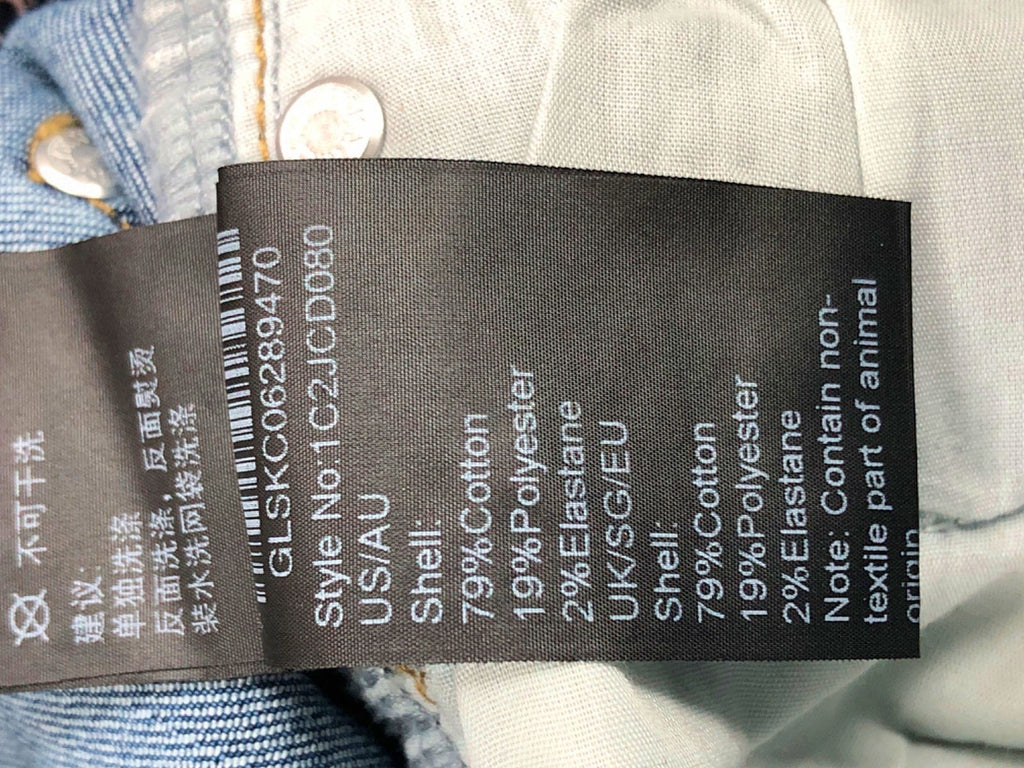 不可干洗
建议:
单独洗涤
反面洗涤，反面熨烫
装水洗网袋洗涤
GLSKC06289470
Style No:1C2JCD080
US/AU
Shell:
79%Cotton
19%Polyester
2%Elastane
UK/SG/EU
Shell:
79%Cotton
19%Polyester
2%Elastane
Note: Contain non-
textile part of animal
origin